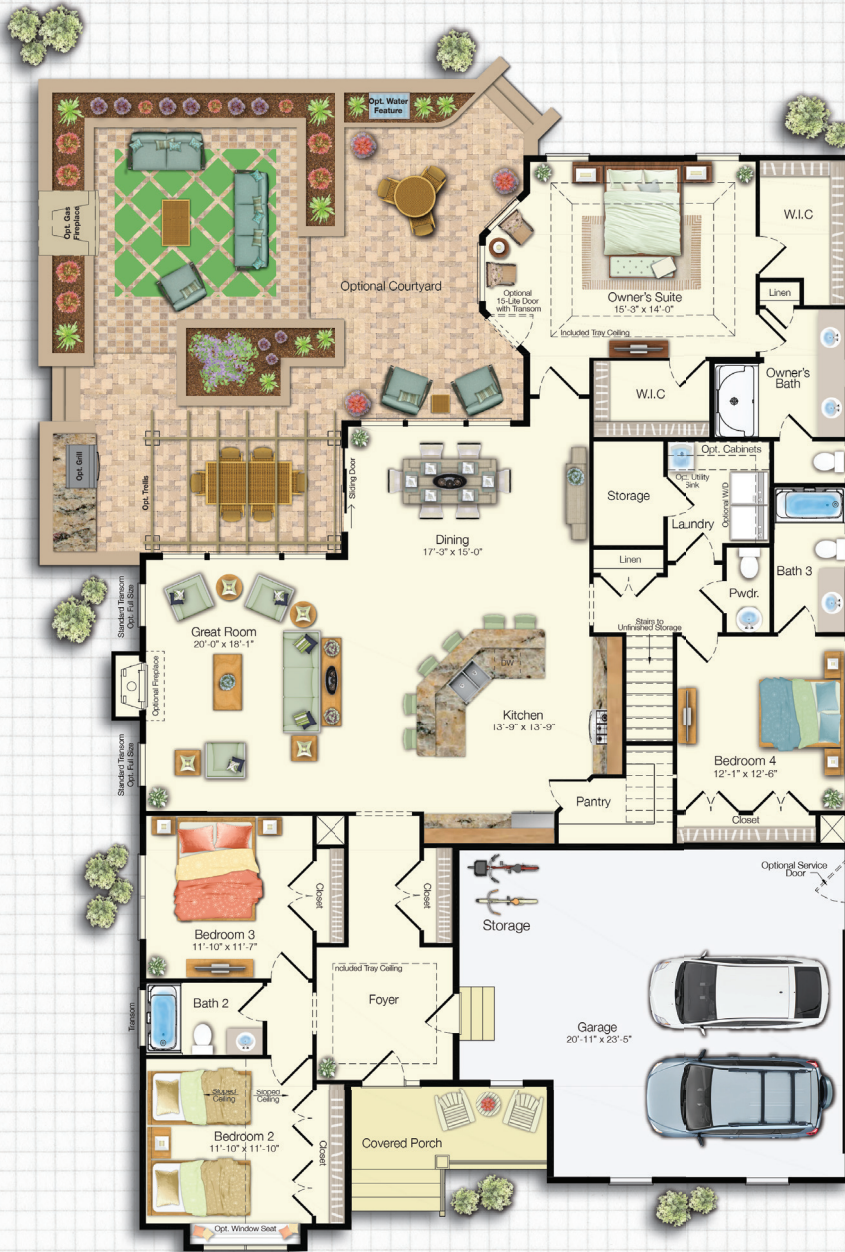 Opt. Water
Feature
Opt. Gas
Fireplace
Optional Courtyard
W.I.C
Linen
Optional
15-Lite Door
with Transom
Owner's Suite
15'-3" x 14'-0"
Included Tray Ceiling
Owner's
Bath
W.I.C
Opt. Grill
Opt. Trellis
Sliding Door
Opt. Cabinets
Opt. Utility
Sink
Optional W/D
Storage
Laundry
Dining
17'-3" x 15'-0"
Linen
Pwdr.
Bath 3
Standard Transom
Opt. Full Size
Great Room
20'-0" x 18'-1"
Stairs to
Unfinished Storage
Optional Fireplace
DW
Kitchen
13'-9" x 13'-9"
Standard Transom
Opt. Full Size
Bedroom 4
12'-1" x 12'-6"
Pantry
Closet
Closet
Closet
Optional Service
Door
Storage
Bedroom 3
11'-10" x 11'-7"
Included Tray Ceiling
Foyer
Transom
Bath 2
Garage
20'-11" x 23'-5"
Sloped
Ceiling
Sloped
Ceiling
Bedroom 2
11'-10" x 11'-10"
Closet
Covered Porch
Opt. Window Seat